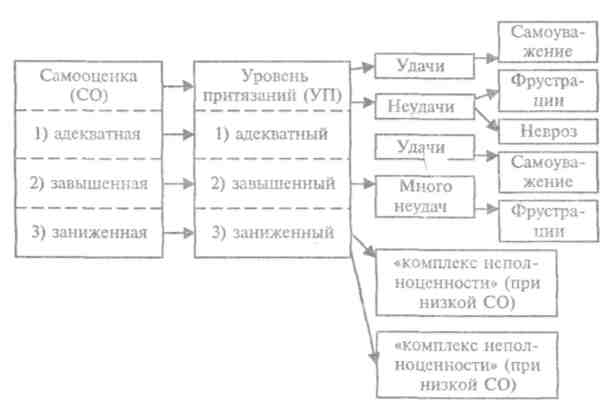 Самооценка
(СО)
1) адекватная
2) завышенная
3) заниженная
Уровень
притязаний (УП)
1) адекватный
2) завышенный
3) заниженный
Удачи
Неудачи
Удачи
Много
неудач
Самоува-
жение
Фрустра-
ции
Невроз
Самоува-
жение
Фрустра-
ции
«комплекс непол-
ноценности» (при
низкой СО)
«комплекс непол-
ноценности» (при
низкой СО)